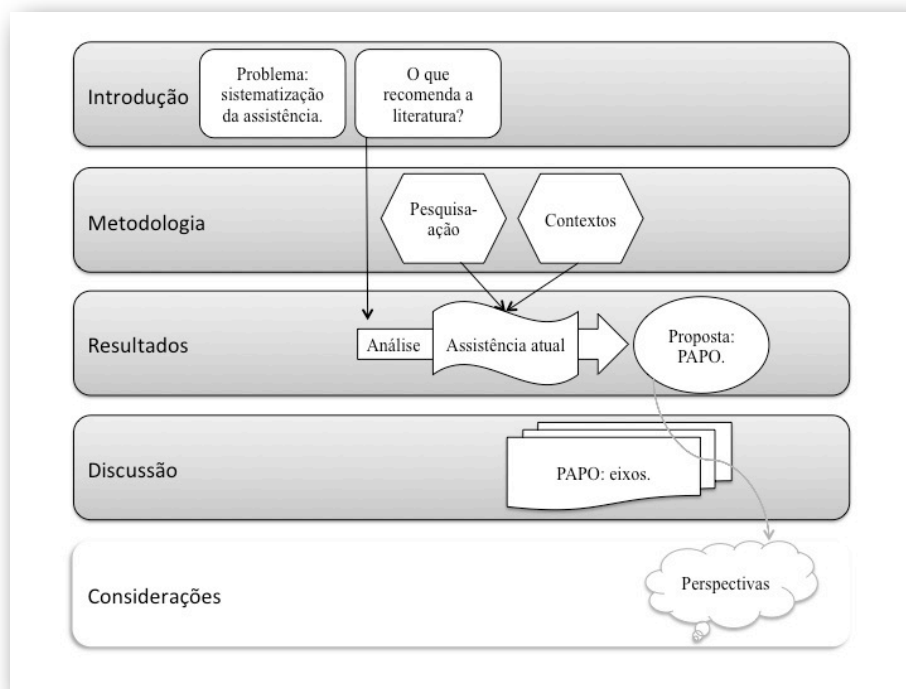 Introdução
Problema:
sistematização
da assistência.
O que
recomenda a
literatura?
Metodologia
Pesquisa-
ação
Contextos
Resultados
Análise
Assistência atual
Proposta:
PAPO.
Discussão
PAPO: eixos.
Considerações
Perspectivas